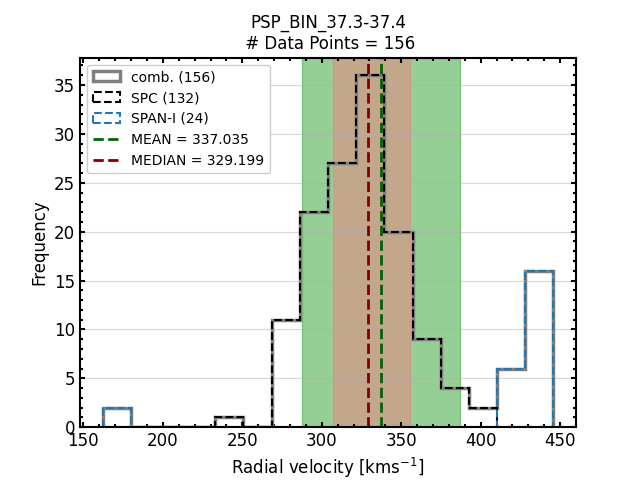 PSP_BIN_37.3-37.4
# Data Points = 156
comb. (156)
SPC (132)
SPAN-I (24)
MEAN = 337.035
MEDIAN = 329.199
Frequency
35
30
25
20
15
10
5
0
150 200 250 300 350 400 450
Radial velocity [kms⁻¹]